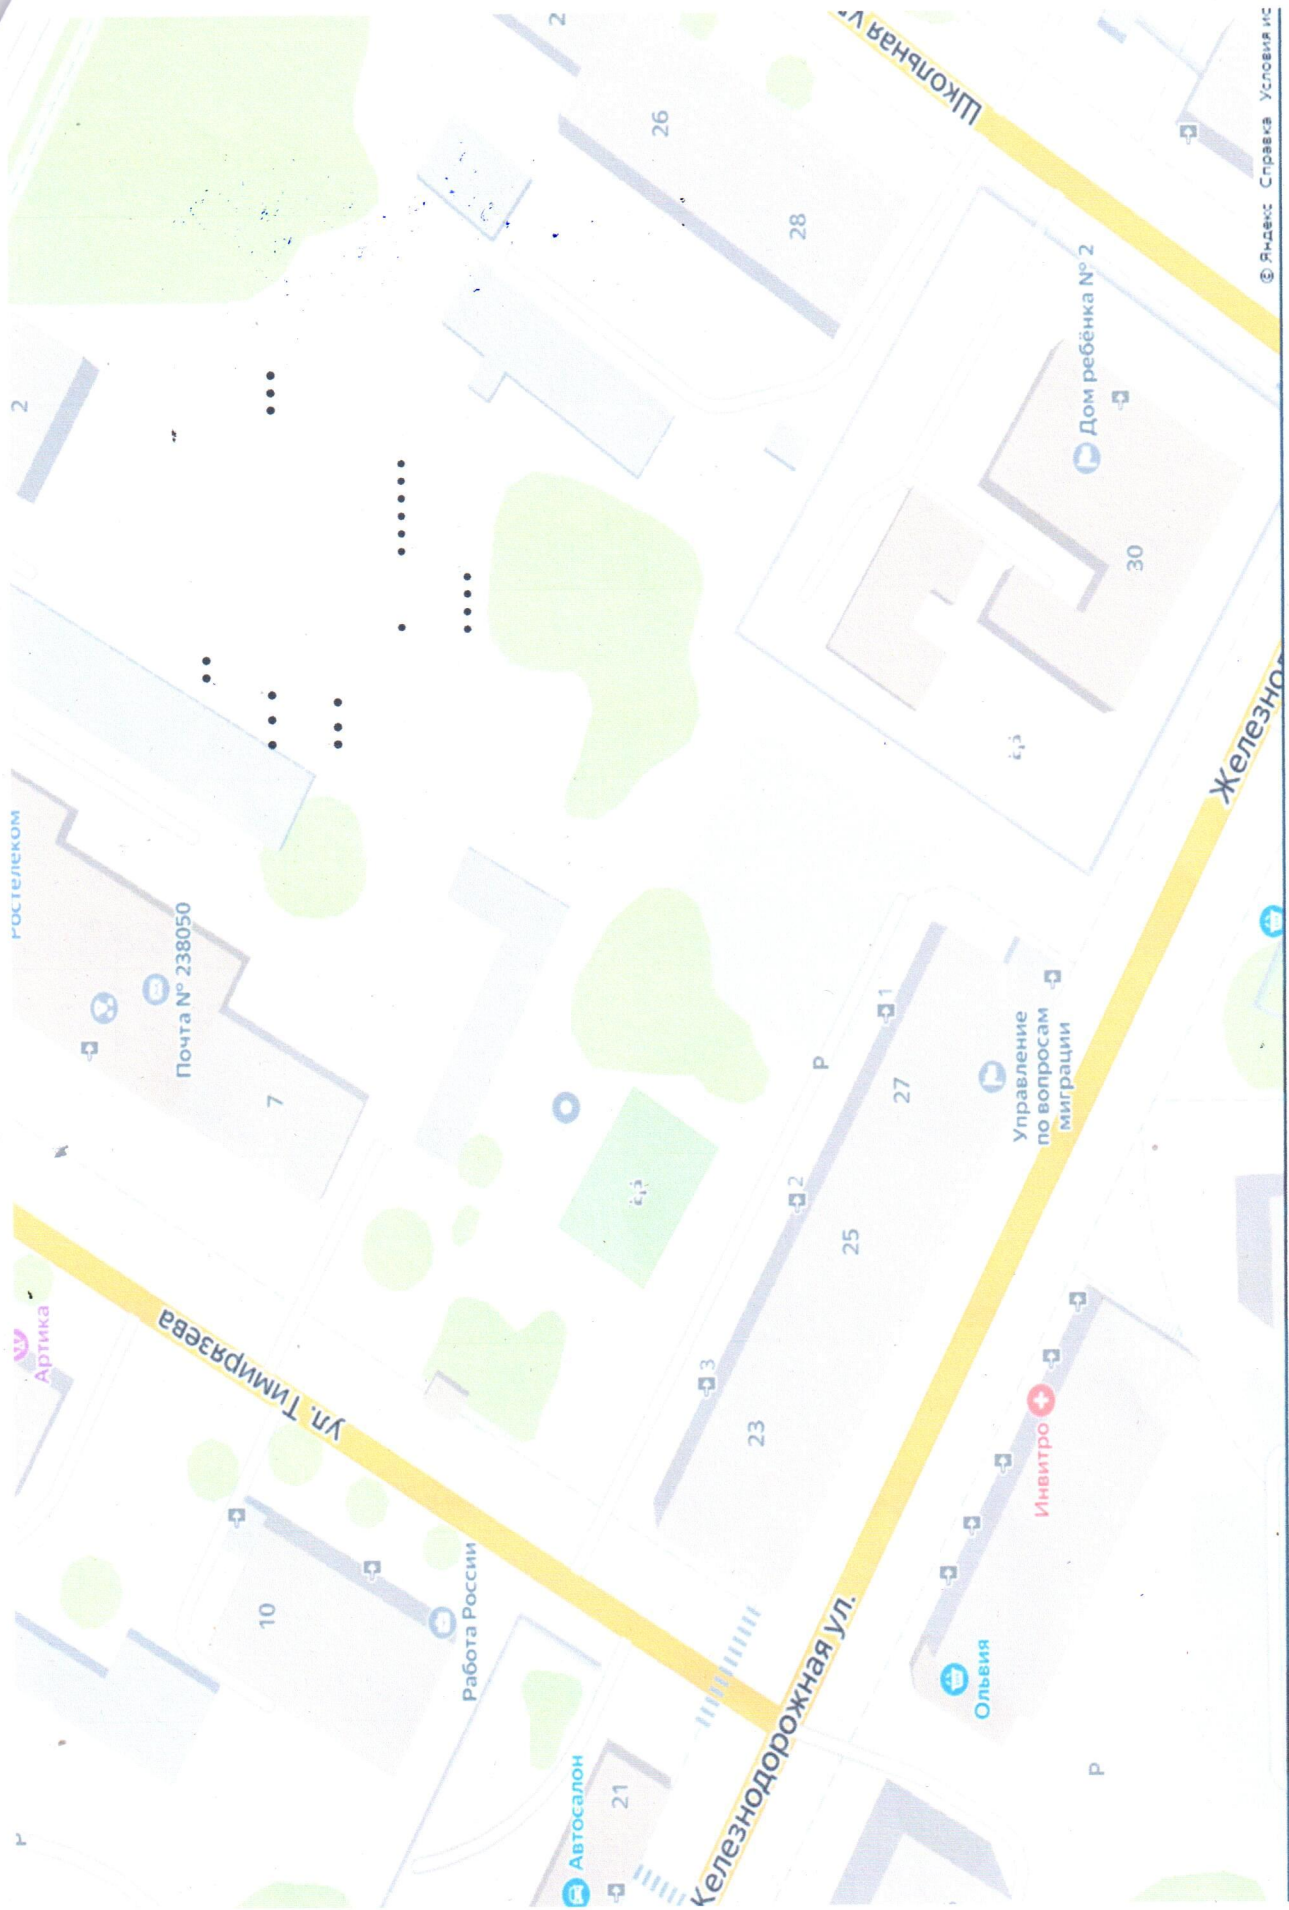 2
Ростелеком
Почта № 238050
7
ул. Тимирязева
Артика
10
Работа России
P
21
Автосалон
2
26
28
Школьная
Дом ребёнка № 2
30
P
1
27
2
25
3
23
Управление
по вопросам
миграции
Железнодорожная ул.
Инвитро
Ольвия
P
© Яндекс Справка Условия ис